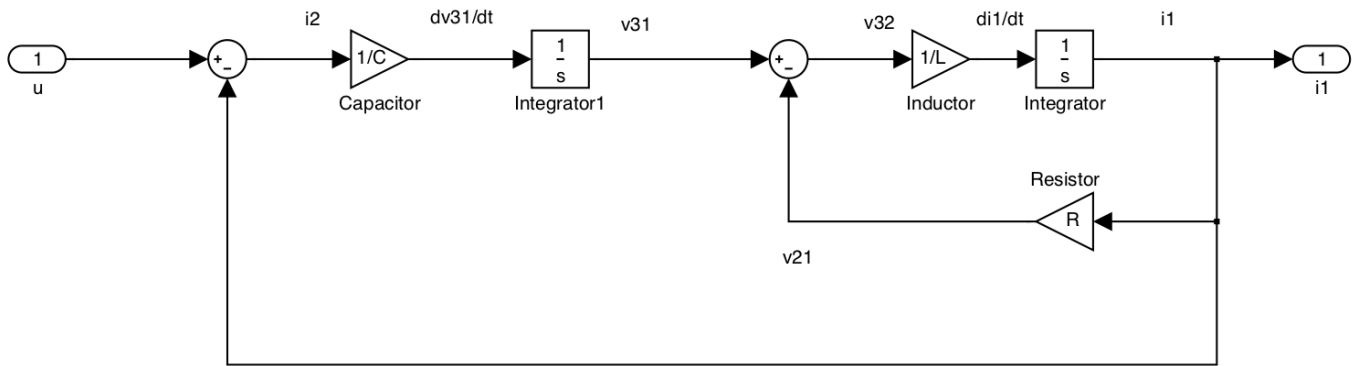 i2
dv31/dt
v31
v32
di1/dt
i1
1
+
−
1/C
1
s
+
−
1/L
1
s
1
u
Capacitor
Integrator1
Inductor
Integrator
i1
Resistor
R
v21